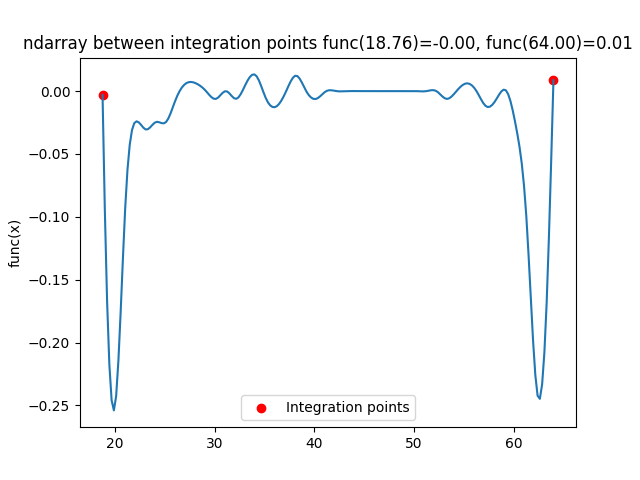 ndarray between integration points func(18.76)=-0.00, func(64.00)=0.01
0.00
−0.05
−0.10
−0.15
−0.20
−0.25
func(x)
Integration points
20 30 40 50 60